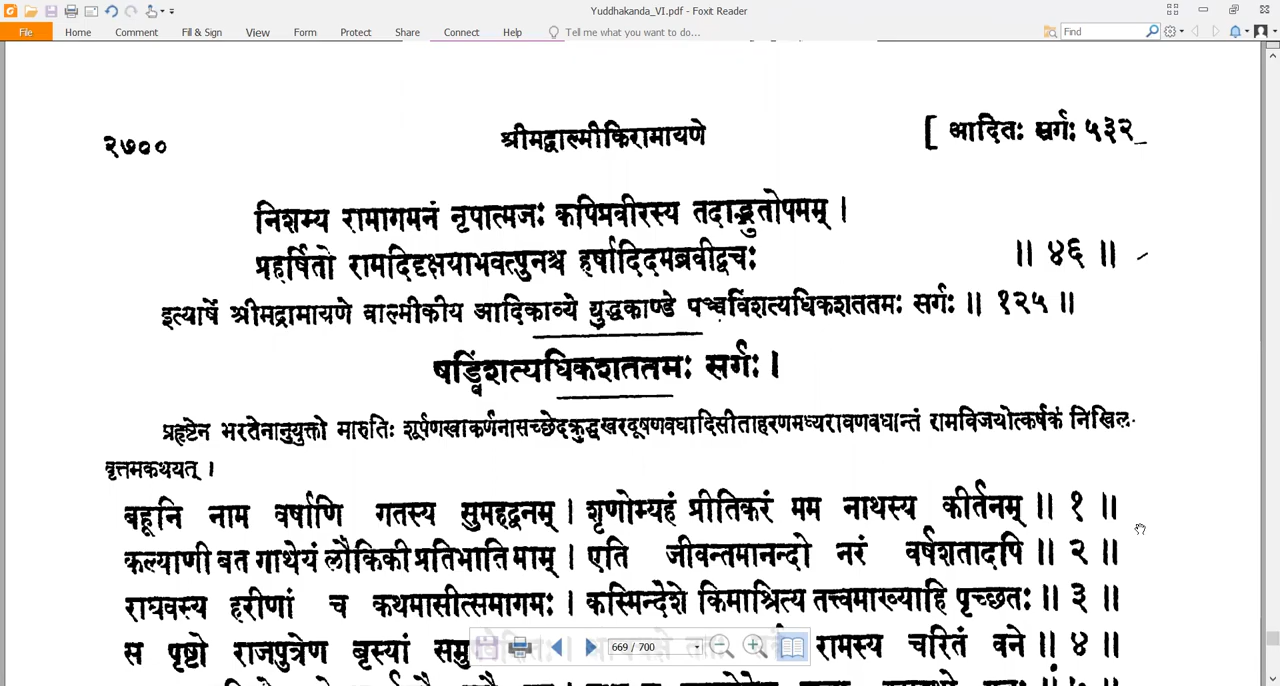 Yuddhakanda_VI.pdf - Foxit Reader
File Home Comment Fill & Sign View Form Protect Share Connect Help Tell me what you want to do... Find
२७०० श्रीमद्वाल्मीकिरामायणे [ आदितः सर्गः ५३२
निशम्य रामागमनं नृपात्मजः कपिप्रवीरस्य तदाद्भुतोपमम् ।
प्रहर्षितो रामदिदृक्षयाभवत्पुनश्च हर्षादिदमब्रवीद्वचः ॥ ४६ ॥
इत्यार्षे श्रीमद्रामायणे वाल्मीकीय आदिकाव्ये युद्धकाण्डे पञ्चविंशत्यधिकशततमः सर्गः ॥ १२५ ॥
षड्विंशत्यधिकशततमः सर्गः ।
प्रहृष्टेन भरतेनानुयुक्तो मारुतिः शूर्पणखाकर्णनासच्छेदक्रुद्धखरदूषणवधादिसीताहरणमध्यरावणवधान्तं रामविजयोत्कर्षकं निखिल-
वृत्तमकथयत् ।
बहूनि नाम वर्षाणि गतस्य सुमहद्वनम् । शृणोम्यहं प्रीतिकरं मम नाथस्य कीर्तनम् ॥ १ ॥
कल्याणी बत गाथेयं लौकिकी प्रतिभाति माम् । एति जीवन्तमानन्दो नरं वर्षशतादपि ॥ २ ॥
राघवस्य हरीणां च कथमासीत्समागमः । कस्मिन्देशे किमाश्रित्य तत्त्वमाख्याहि पृच्छतः ॥ ३ ॥
स पृष्टो राजपुत्रेण बृस्यां रामस्य चरितं वने ॥ ४ ॥
669 / 700